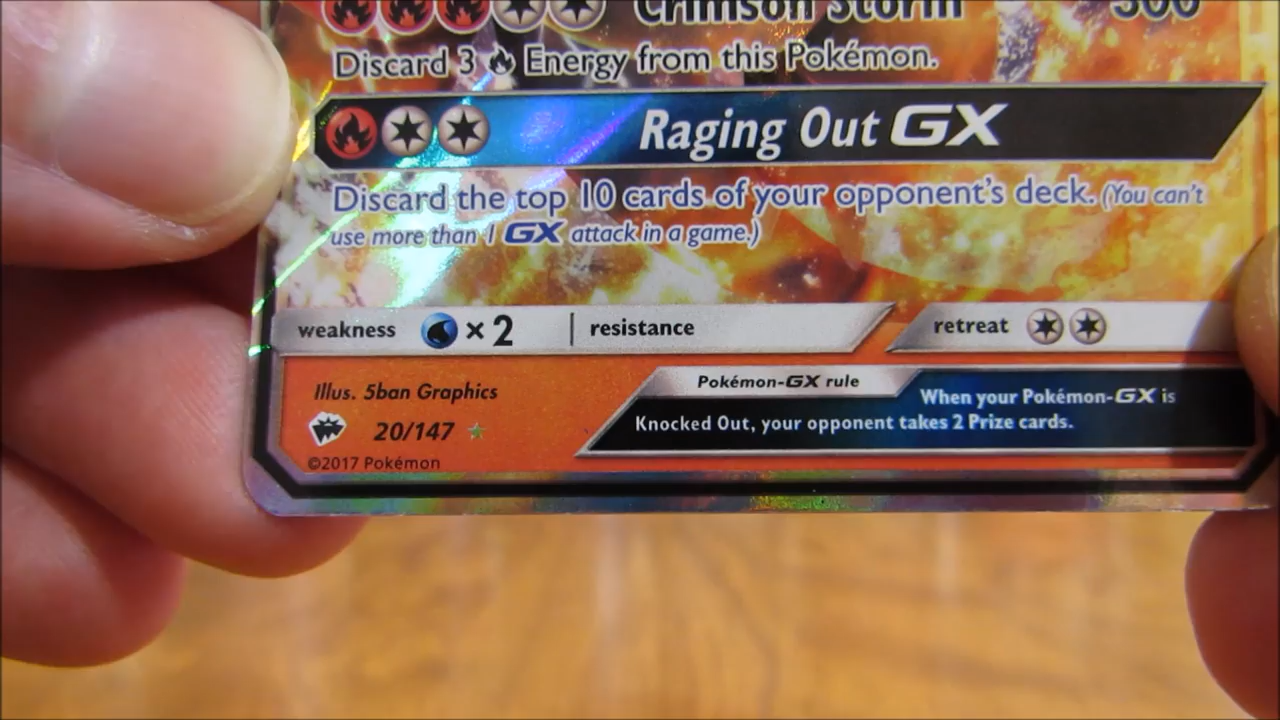 Crimson Storm 300
Discard 3 Energy from this Pokémon.
Raging Out GX
Discard the top 10 cards of your opponent's deck. (You can't
use more than 1 GX attack in a game.)
weakness ×2 resistance retreat
Illus. 5ban Graphics
Pokémon-GX rule
When your Pokémon-GX is
Knocked Out, your opponent takes 2 Prize cards.
20/147
©2017 Pokémon